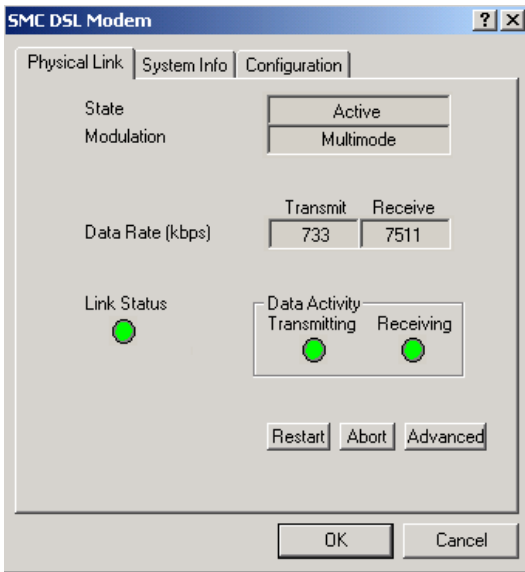 SMC DSL Modem
Physical Link System Info Configuration
State Active
Modulation Multimode
Transmit Receive
Data Rate (kbps) 733 7511
Link Status Data Activity
Transmitting Receiving
Restart Abort Advanced
OK Cancel